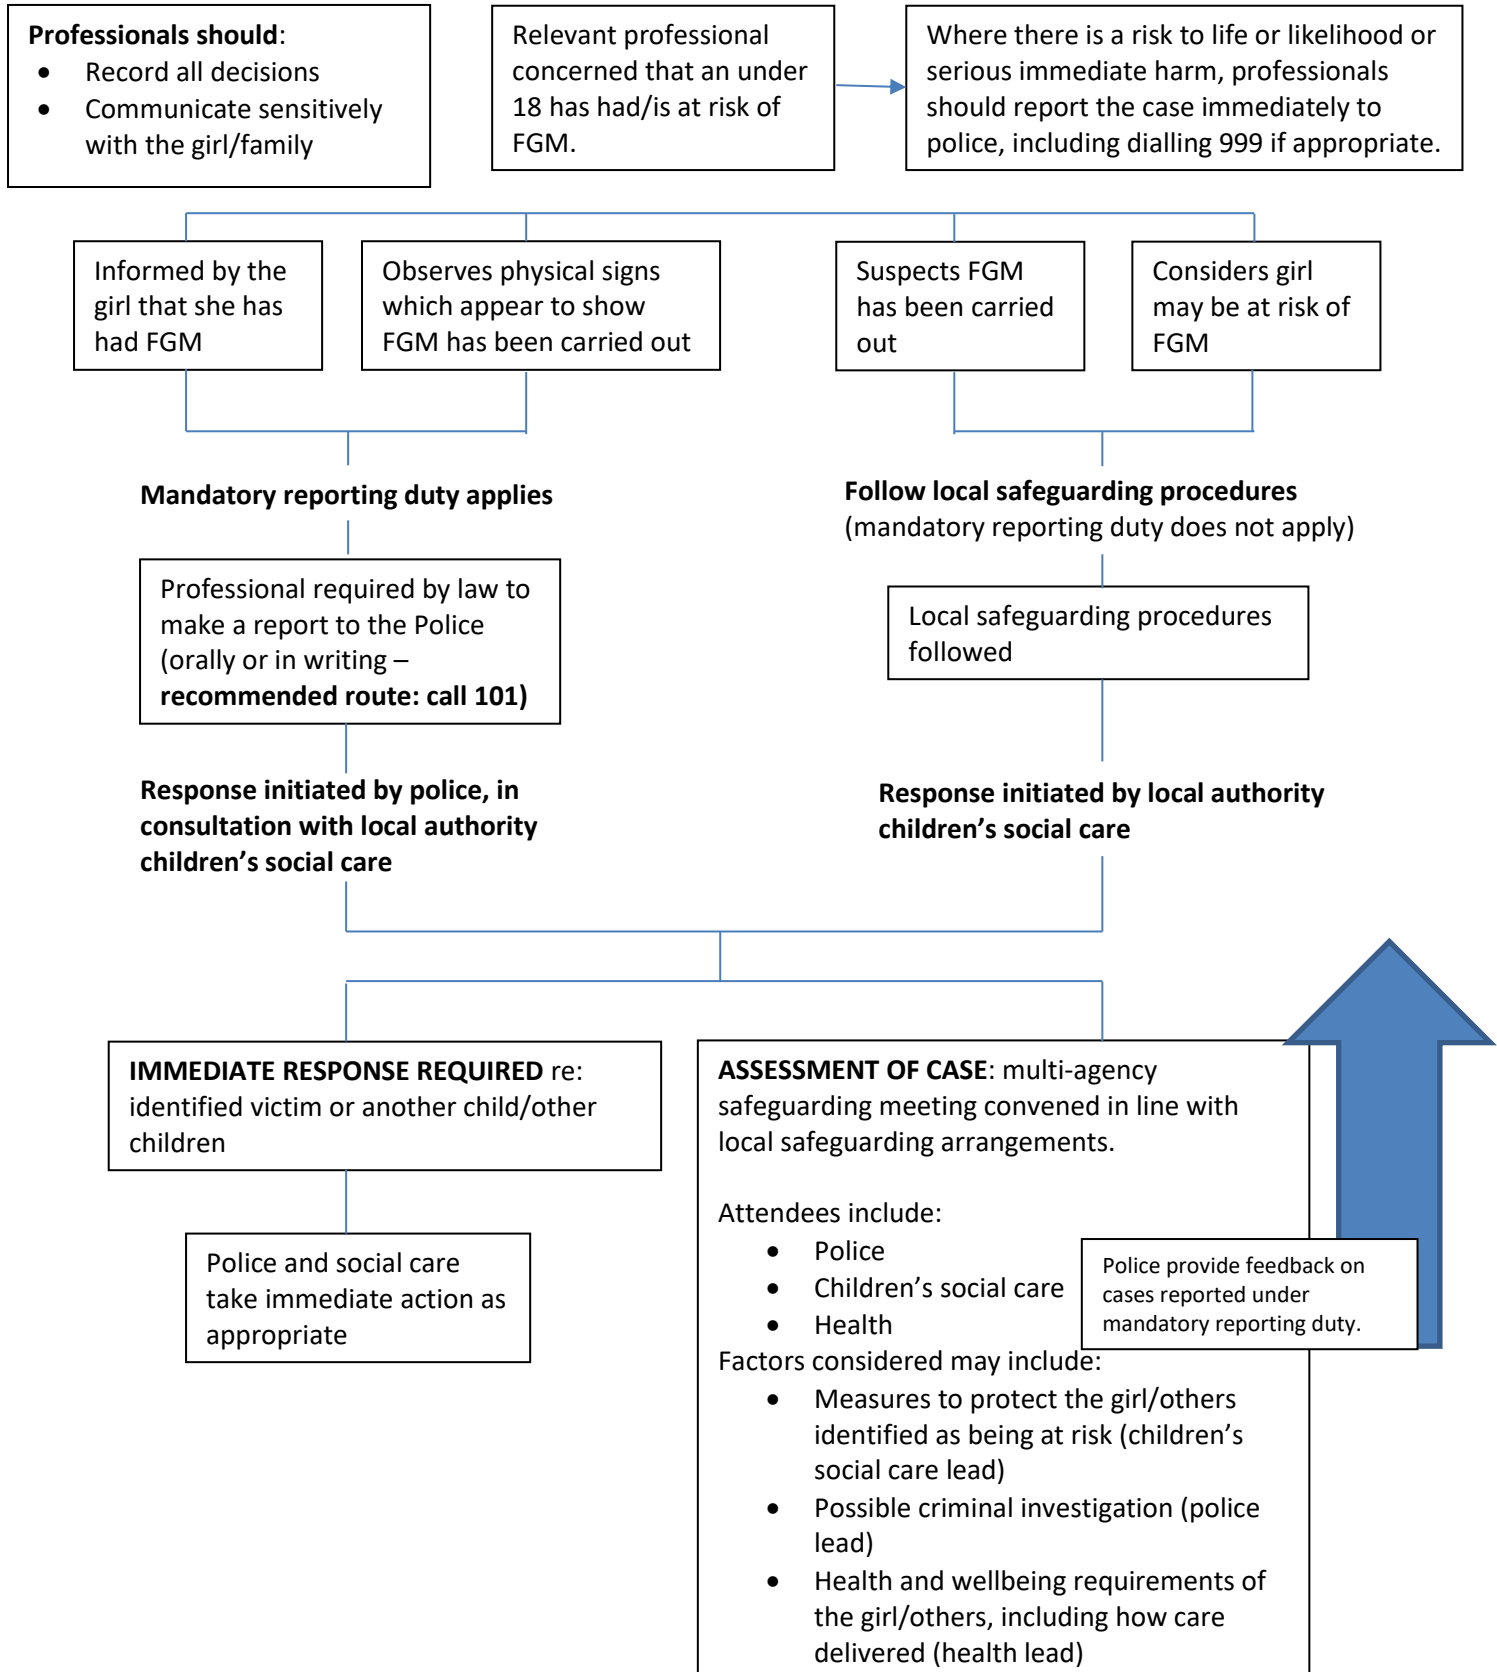 Professionals should:
• Record all decisions
• Communicate sensitively
with the girl/family
Relevant professional
concerned that an under
18 has had/is at risk of
FGM.
Where there is a risk to life or likelihood or
serious immediate harm, professionals
should report the case immediately to
police, including dialling 999 if appropriate.
Informed by the
girl that she has
had FGM
Observes physical signs
which appear to show
FGM has been carried out
Suspects FGM
has been carried
out
Considers girl
may be at risk of
FGM
Mandatory reporting duty applies
Follow local safeguarding procedures
(mandatory reporting duty does not apply)
Professional required by law to
make a report to the Police
(orally or in writing –
recommended route: call 101)
Local safeguarding procedures
followed
Response initiated by police, in
consultation with local authority
children’s social care
Response initiated by local authority
children’s social care
IMMEDIATE RESPONSE REQUIRED re:
identified victim or another child/other
children
Police and social care
take immediate action as
appropriate
ASSESSMENT OF CASE: multi-agency
safeguarding meeting convened in line with
local safeguarding arrangements.
Attendees include:
• Police
• Children’s social care
• Health
Factors considered may include:
• Measures to protect the girl/others
identified as being at risk (children’s
social care lead)
• Possible criminal investigation (police
lead)
• Health and wellbeing requirements of
the girl/others, including how care
delivered (health lead)
Police provide feedback on
cases reported under
mandatory reporting duty.